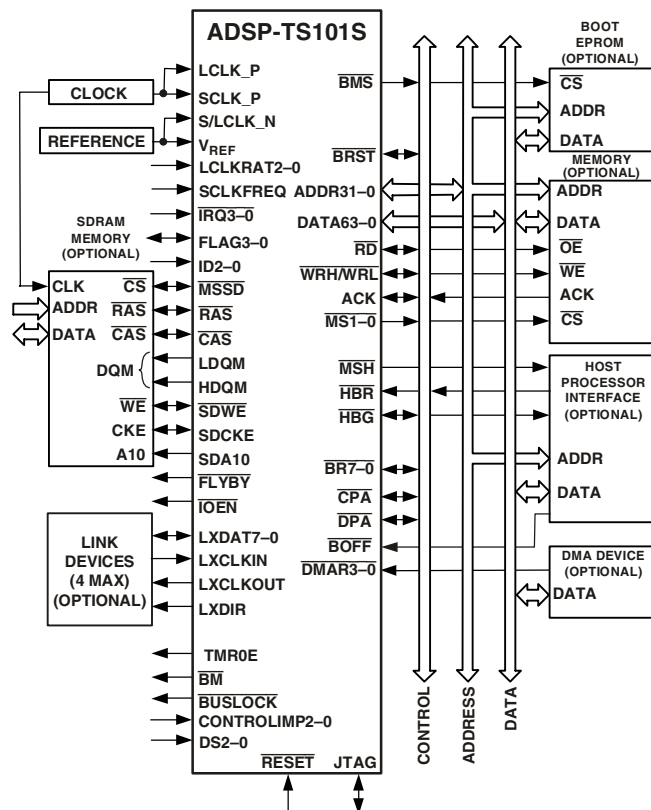 ADSP-TS101S
BOOT
EPROM
(OPTIONAL)
CLOCK
REFERENCE
LCLK_P
SCLK_P
S/LCLK_N
VREF
LCLKRAT2–0
SCLKFREQ
IRQ3–0
FLAG3–0
ID2–0
MSSD
RAS
CAS
LDQM
HDQM
SDWE
SDCKE
SDA10
FLYBY
IOEN
LXDAT7–0
LXCLKIN
LXCLKOUT
LXDIR
TMR0E
BM
BUSLOCK
CONTROLIMP2–0
DS2–0
RESET
JTAG
SDRAM
MEMORY
(OPTIONAL)
CLK
ADDR
DATA
CS
RAS
CAS
DQM
WE
CKE
A10
LINK
DEVICES
(4 MAX)
(OPTIONAL)
BMS
BRST
ADDR31–0
DATA63–0
RD
WRH/WRL
ACK
MS1–0
MSH
HBR
HBG
BR7–0
CPA
DPA
BOFF
DMAR3–0
CONTROL
ADDRESS
DATA
CS
ADDR
DATA
MEMORY
(OPTIONAL)
ADDR
DATA
OE
WE
ACK
CS
HOST
PROCESSOR
INTERFACE
(OPTIONAL)
ADDR
DATA
DMA DEVICE
(OPTIONAL)
DATA